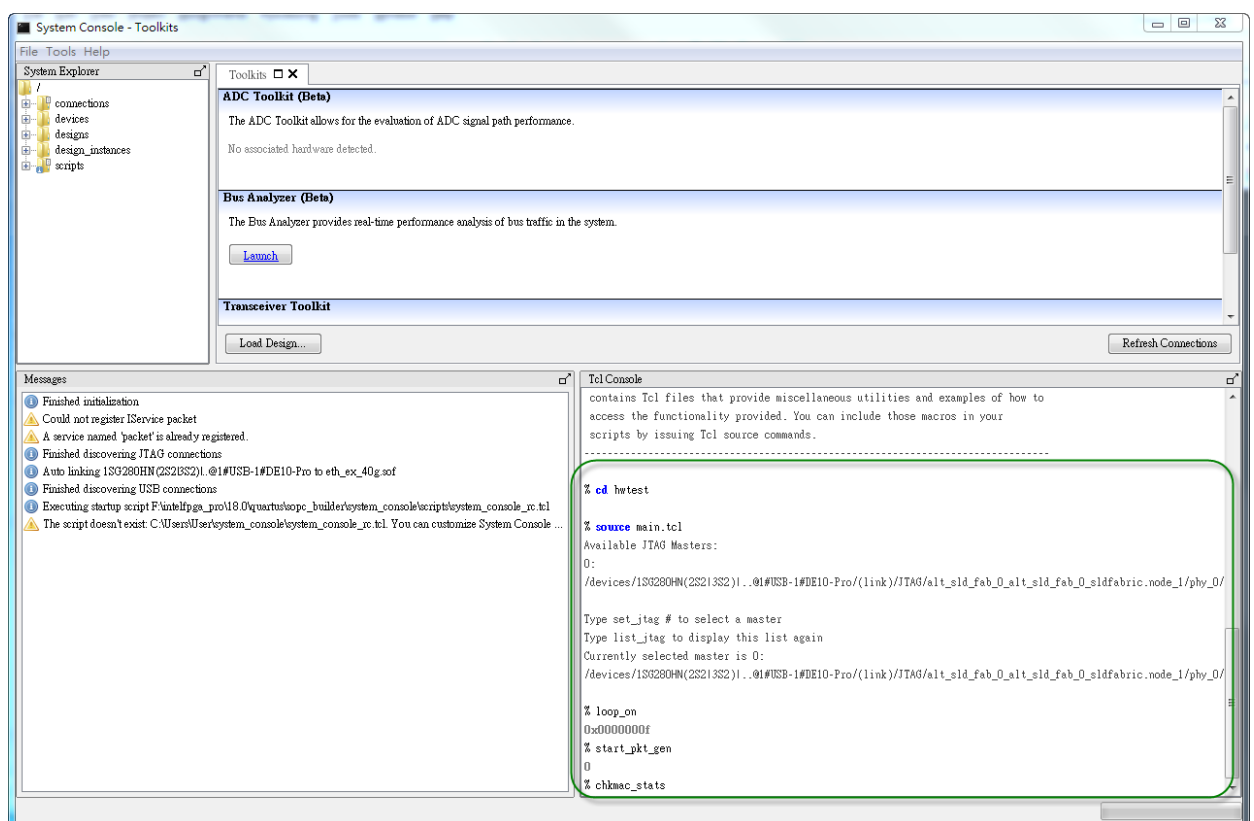 System Console - Toolkits
File Tools Help
System Explorer
/
connections
devices
designs
design_instances
scripts
Toolkits
ADC Toolkit (Beta)
The ADC Toolkit allows for the evaluation of ADC signal path performance.
No associated hardware detected.
Bus Analyzer (Beta)
The Bus Analyzer provides real-time performance analysis of bus traffic in the system.
Launch
Transceiver Toolkit
Load Design...
Refresh Connections
Messages
Finished initialization
Could not register IService packet
A service named 'packet' is already registered.
Finished discovering JTAG connections
Auto linking 1SG280HN(2S2|3S2)|..@1#USB-1#DE10-Pro to eth_ex_40g.sof
Finished discovering USB connections
Executing startup script F:\intelfpga_pro\18.0\quartus\sopc_builder\system_console\scripts\system_console_rc.tcl
The script doesn't exist: C:\Users\User\system_console\system_console_rc.tcl. You can customize System Console ...
Tcl Console
contains Tcl files that provide miscellaneous utilities and examples of how to
access the functionality provided. You can include those macros in your
scripts by issuing Tcl source commands.
-----------------------------------------------------------------------------
% cd hwtest
% source main.tcl
Available JTAG Masters:
0:
/devices/1SG280HN(2S2|3S2)|..@1#USB-1#DE10-Pro/(link)/JTAG/alt_sld_fab_0_alt_sld_fab_0_sldfabric.node_1/phy_0/
Type set_jtag # to select a master
Type list_jtag to display this list again
Currently selected master is 0:
/devices/1SG280HN(2S2|3S2)|..@1#USB-1#DE10-Pro/(link)/JTAG/alt_sld_fab_0_alt_sld_fab_0_sldfabric.node_1/phy_0/
% loop_on
0x0000000f
% start_pkt_gen
0
% chkmac_stats